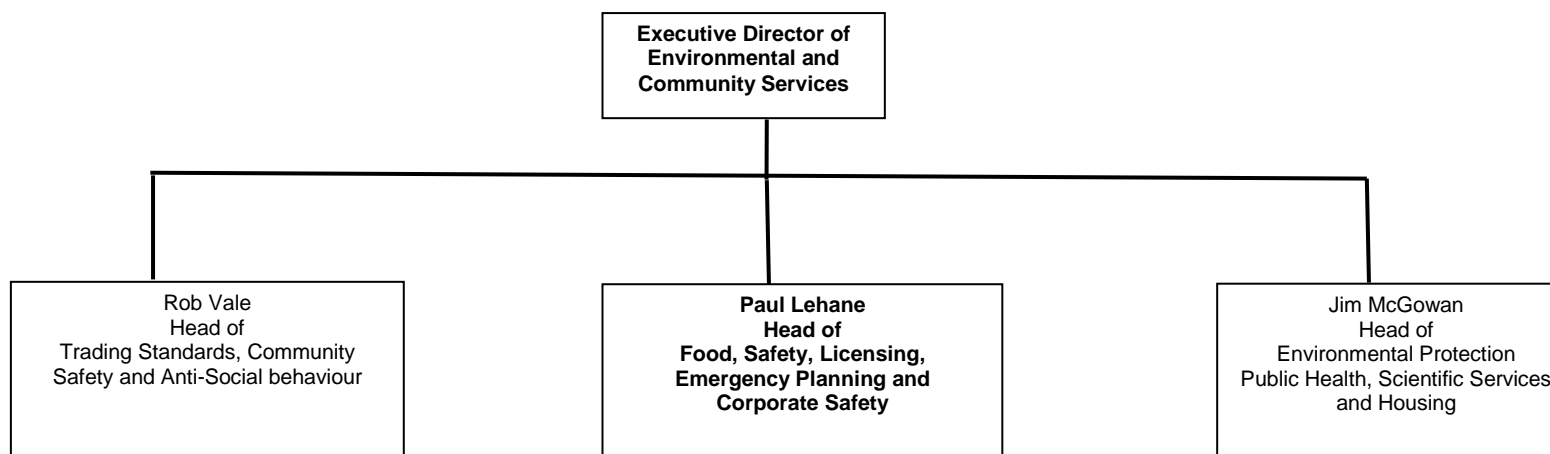 Executive Director of
Environmental and
Community Services
Rob Vale
Head of
Trading Standards, Community
Safety and Anti-Social behaviour
Paul Lehane
Head of
Food, Safety, Licensing,
Emergency Planning and
Corporate Safety
Jim McGowan
Head of
Environmental Protection
Public Health, Scientific Services
and Housing